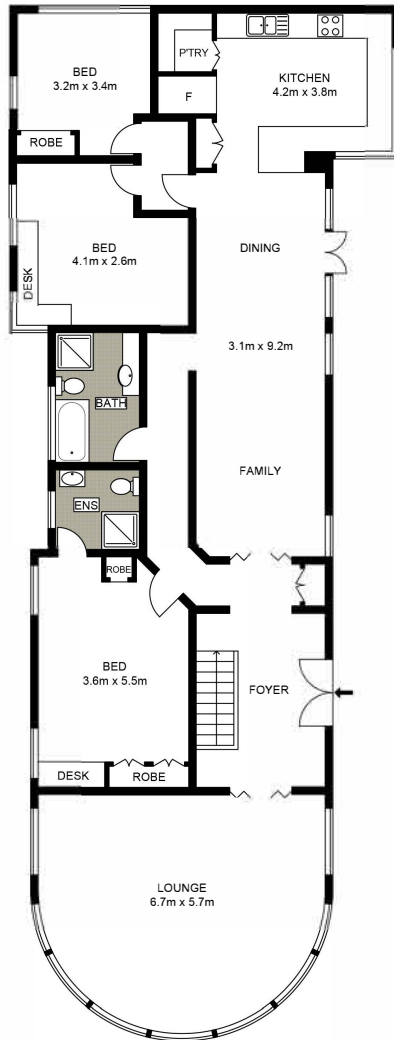 BED
3.2m x 3.4m
P'TRY
KITCHEN
4.2m x 3.8m
F
ROBE
BED
4.1m x 2.6m
DESK
DINING
3.1m x 9.2m
BATH
FAMILY
ENS
ROBE
BED
3.6m x 5.5m
FOYER
DESK
ROBE
LOUNGE
6.7m x 5.7m